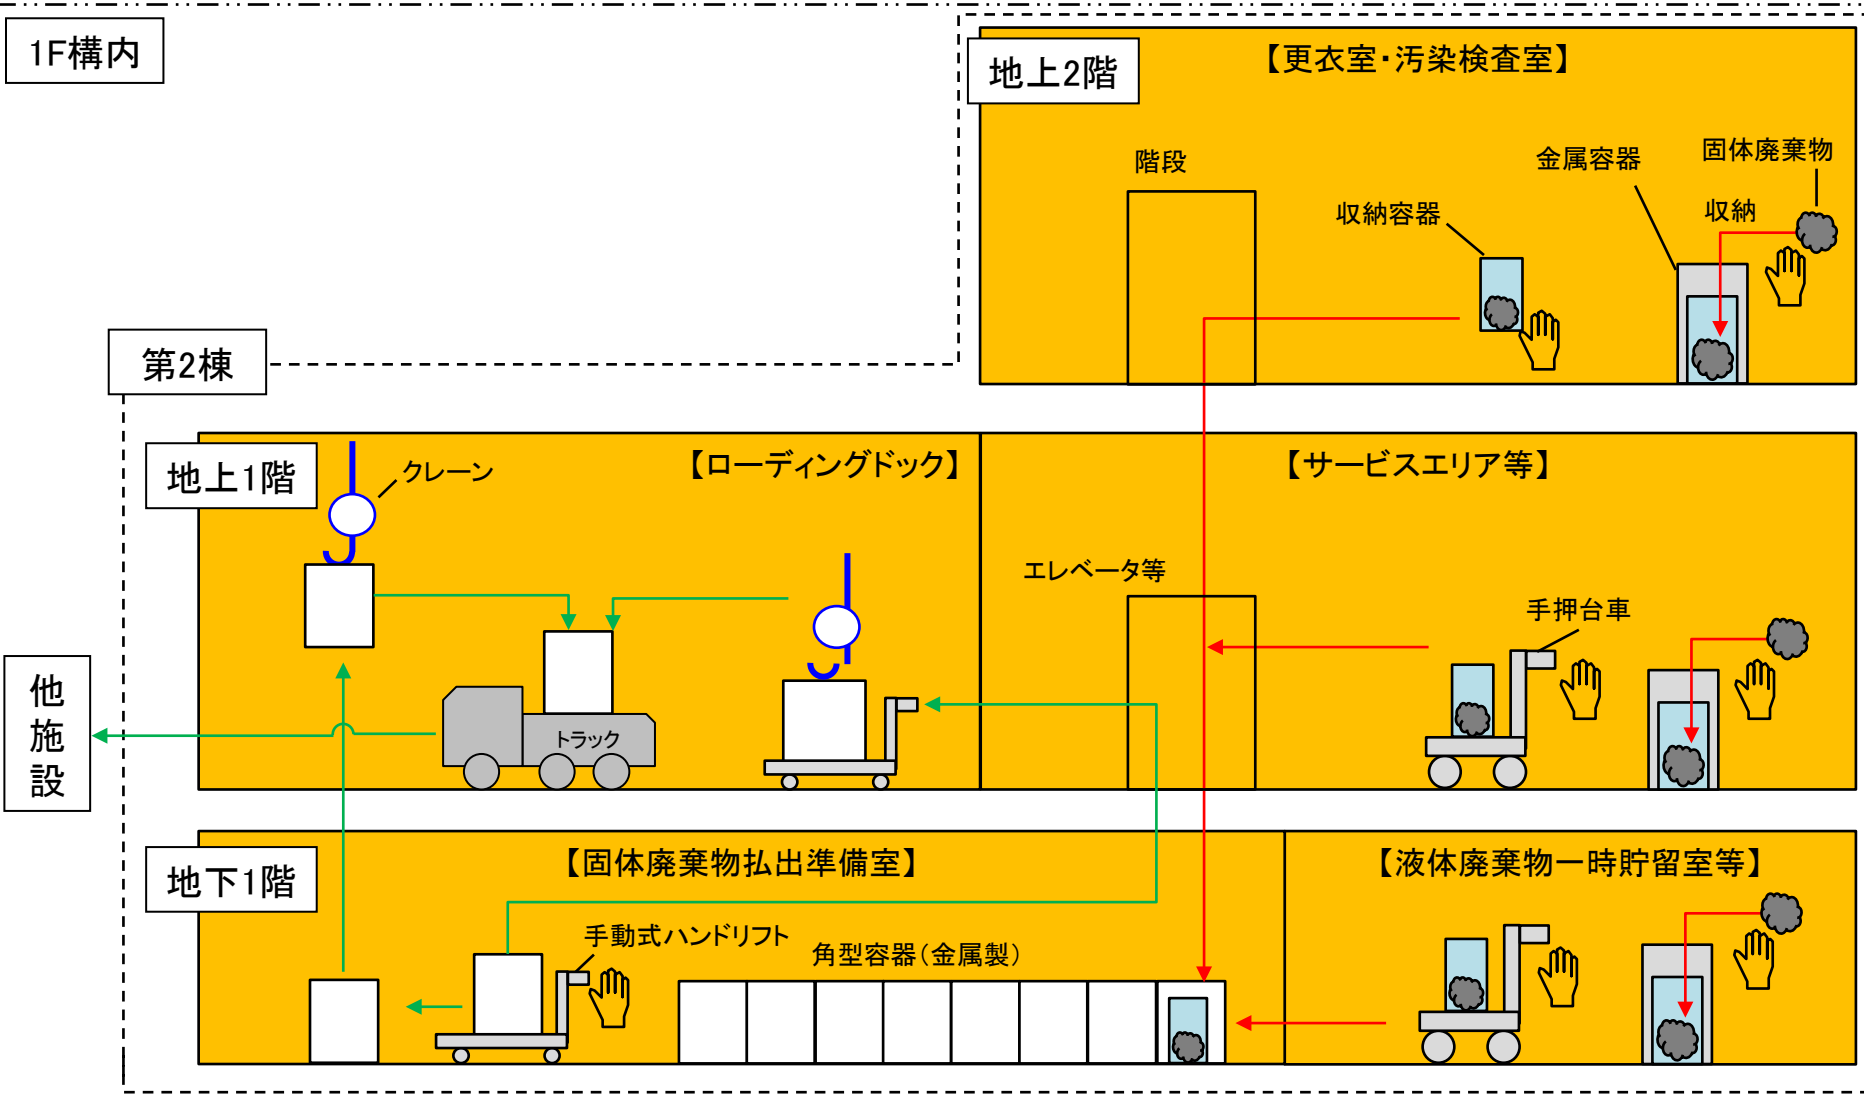 1F構内
地上2階
【更衣室・汚染検査室】
階段
収納容器
金属容器
固体廃棄物
収納
第2棟
地上1階
クレーン
【ローディングドック】
【サービスエリア等】
エレベータ等
手押台車
トラック
他施設
地下1階
【固体廃棄物払出準備室】
【液体廃棄物一時貯留室等】
手動式ハンドリフト
角型容器（金属製）